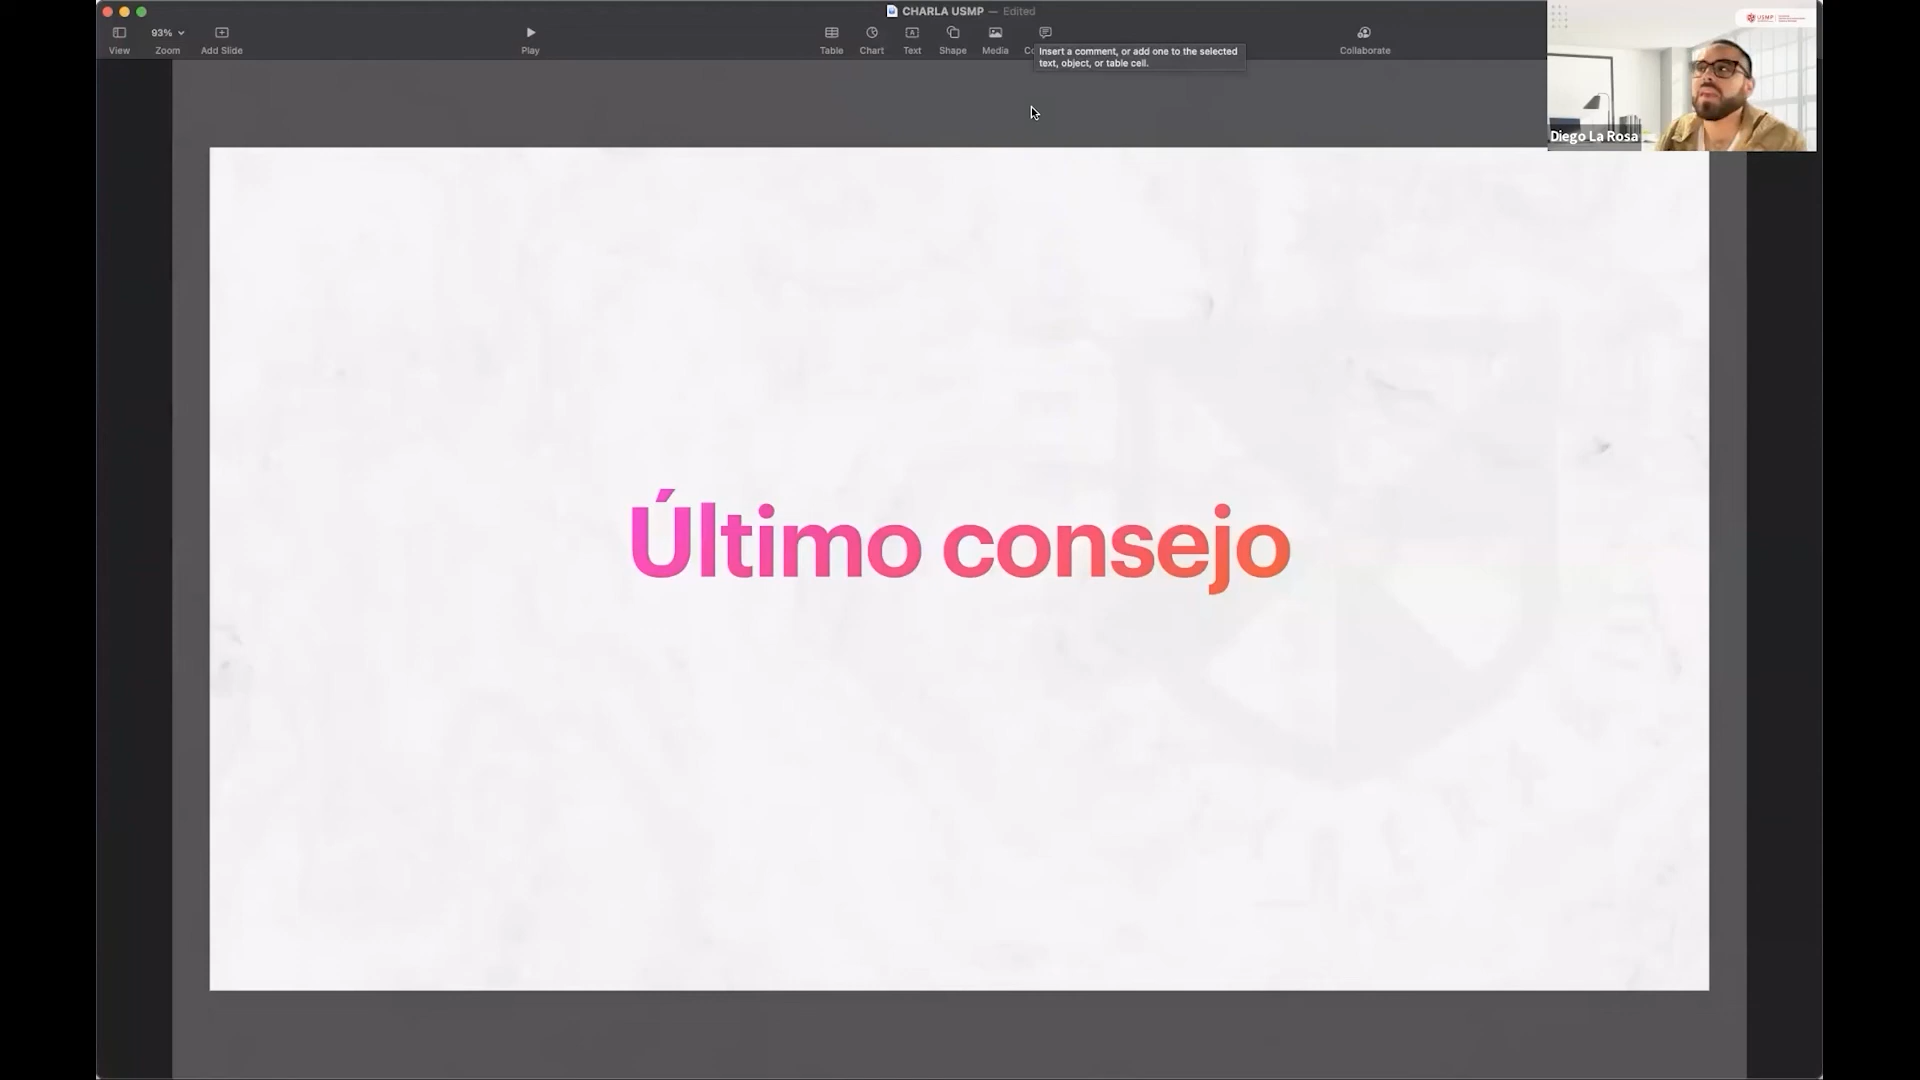 CHARLA USMP — Edited
93%
View
Zoom
Add Slide
Play
Table
Chart
Text
Shape
Media
Collaborate
Insert a comment, or add one to the selected
text, object, or table cell.
USMP
Diego La Rosa
Último consejo